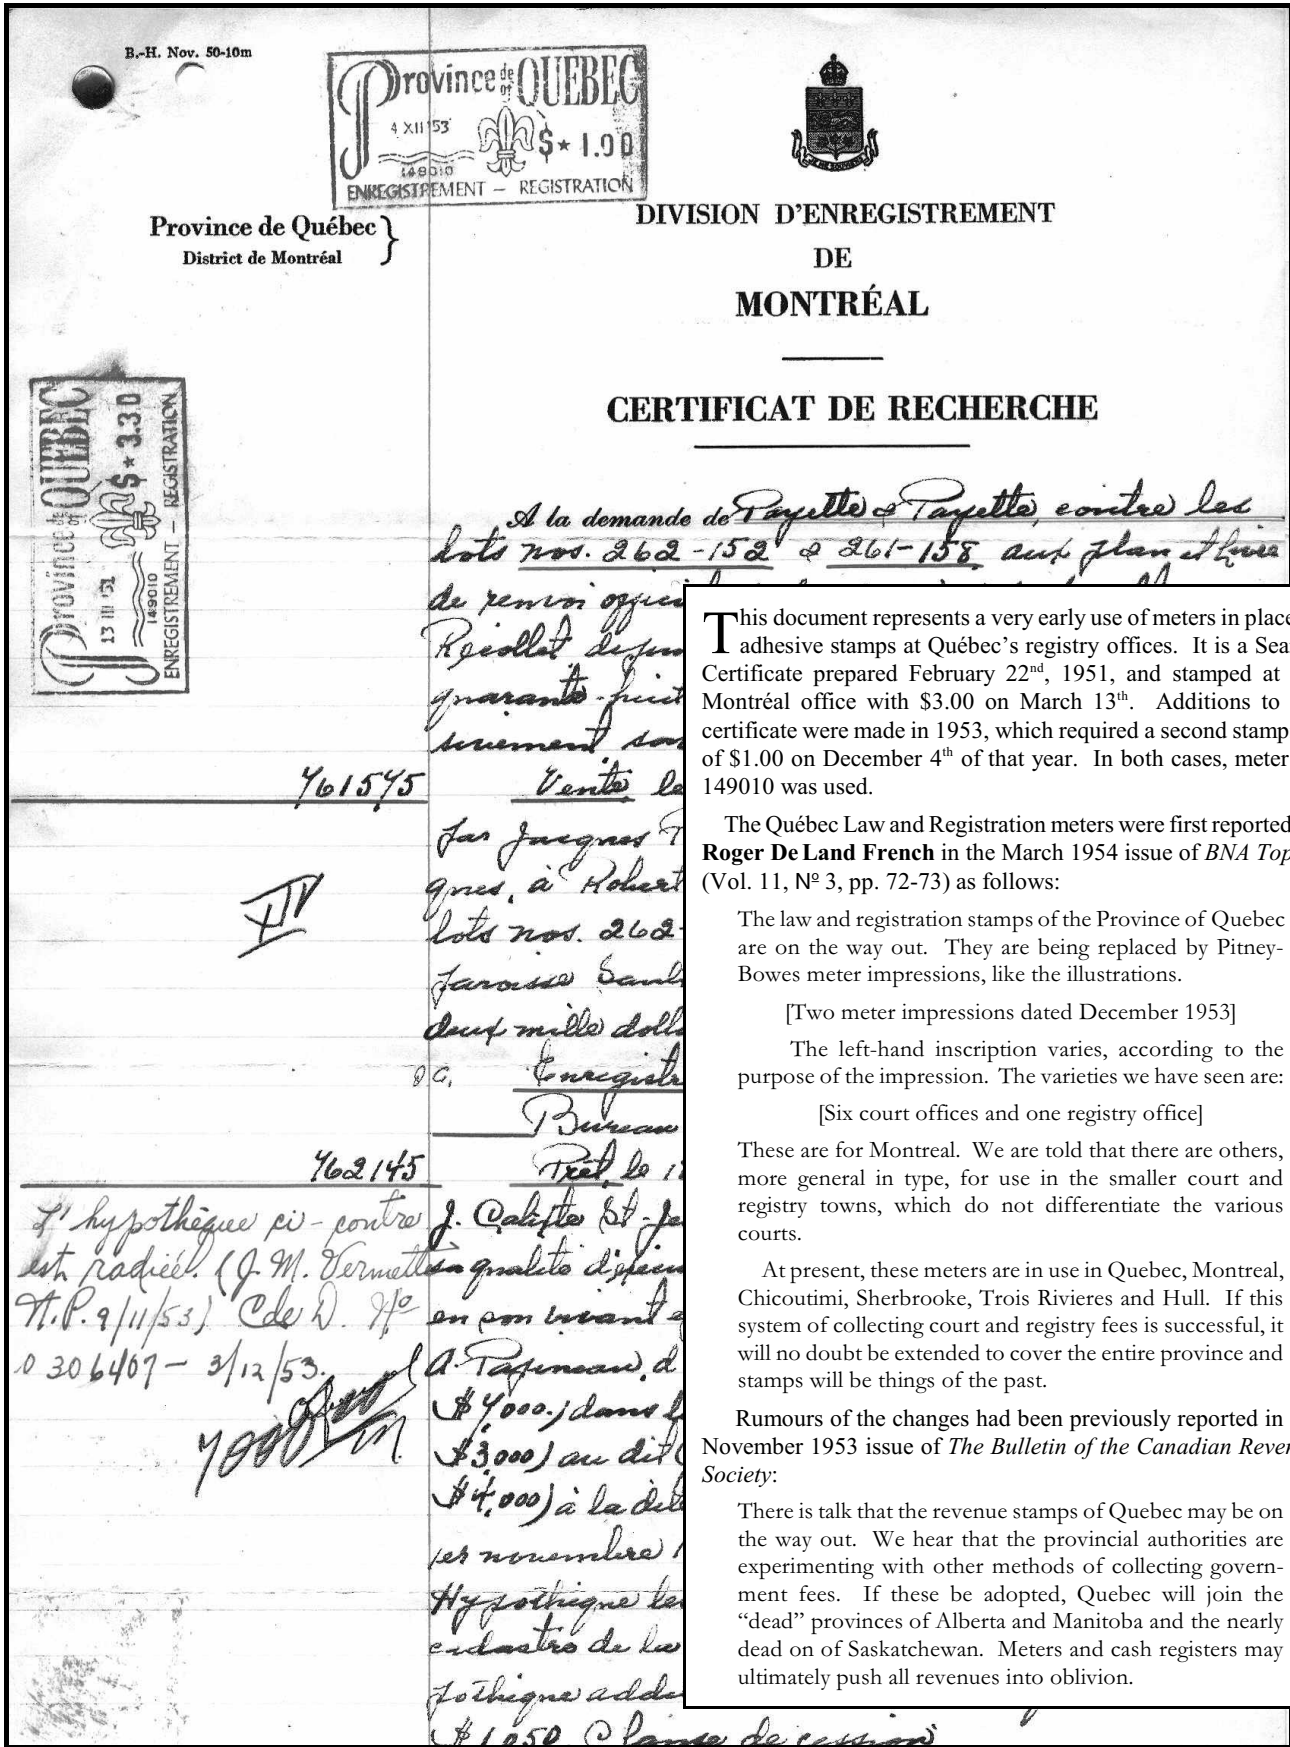 B.-H. Nov. 50-10m
Province de of QUEBEC
4 XII '53
$ * 1.00
149010
ENREGISTREMENT — REGISTRATION
Province de Québec }
District de Montréal
DIVISION D'ENREGISTREMENT
DE
MONTRÉAL
CERTIFICAT DE RECHERCHE
Province de of QUEBEC
13 III '51
$ * 3.30
149010
ENREGISTREMENT — REGISTRATION
A la demande de Payette & Payette, contre les
lots nos. 262-152 & 261-158 aux plan et livre
de renvoi
Récollet
quarante-huit
761575
Vente, le
par Jacques
à Robert
lots nos. 262-
deux mille
Bureau
762145
Prêt, le
L'hypothèque ci-contre
est radiée. (J. M. Vermette
N.P. 9/11/53) Cde D. No
306407 - 3/12/53.
J. Calixte St-Je
sa qualité
en son vivant
A. Papineau, d
dans
$3,000) au dit
$4,000) à la dite
1er novembre
Hypothèque les
cadastre de la
$1,050. Clause de cession
This document represents a very early use of meters in place
adhesive stamps at Québec's registry offices. It is a Sear
Certificate prepared February 22nd, 1951, and stamped at
Montréal office with $3.00 on March 13th. Additions to
certificate were made in 1953, which required a second stamp
of $1.00 on December 4th of that year. In both cases, meter
149010 was used.
The Québec Law and Registration meters were first reported
Roger De Land French in the March 1954 issue of BNA Top
(Vol. 11, Nº 3, pp. 72-73) as follows:
The law and registration stamps of the Province of Quebec
are on the way out. They are being replaced by Pitney-
Bowes meter impressions, like the illustrations.
[Two meter impressions dated December 1953]
The left-hand inscription varies, according to the
purpose of the impression. The varieties we have seen are:
[Six court offices and one registry office]
These are for Montreal. We are told that there are others,
more general in type, for use in the smaller court and
registry towns, which do not differentiate the various
courts.
At present, these meters are in use in Quebec, Montreal,
Chicoutimi, Sherbrooke, Trois Rivieres and Hull. If this
system of collecting court and registry fees is successful, it
will no doubt be extended to cover the entire province and
stamps will be things of the past.
Rumours of the changes had been previously reported in
November 1953 issue of The Bulletin of the Canadian Rever
Society:
There is talk that the revenue stamps of Quebec may be on
the way out. We hear that the provincial authorities are
experimenting with other methods of collecting govern-
ment fees. If these be adopted, Quebec will join the
“dead” provinces of Alberta and Manitoba and the nearly
dead on of Saskatchewan. Meters and cash registers may
ultimately push all revenues into oblivion.